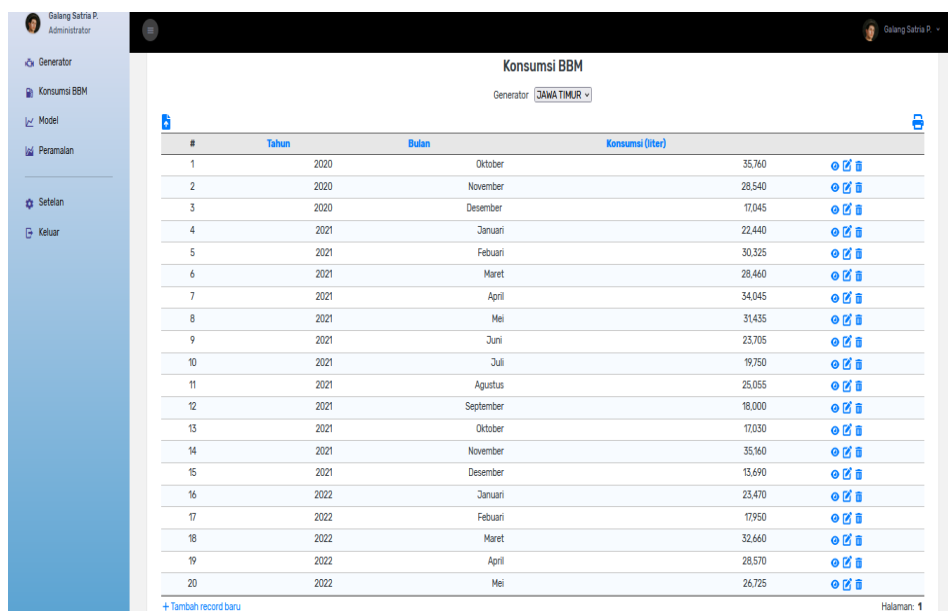 Galang Satria P.
Administrator
Generator
Konsumsi BBM
Model
Peramalan
Setelan
Keluar
Galang Satria P.
Konsumsi BBM
Generator JAWA TIMUR
# Tahun Bulan Konsumsi (liter)
1 2020 Oktober 35,760
2 2020 November 28,540
3 2020 Desember 17,045
4 2021 Januari 22,440
5 2021 Febuari 30,325
6 2021 Maret 28,460
7 2021 April 34,045
8 2021 Mei 31,435
9 2021 Juni 23,705
10 2021 Juli 19,750
11 2021 Agustus 25,055
12 2021 September 18,000
13 2021 Oktober 17,030
14 2021 November 35,160
15 2021 Desember 13,690
16 2022 Januari 23,470
17 2022 Febuari 17,950
18 2022 Maret 32,660
19 2022 April 28,570
20 2022 Mei 26,725
+ Tambah record baru Halaman: 1